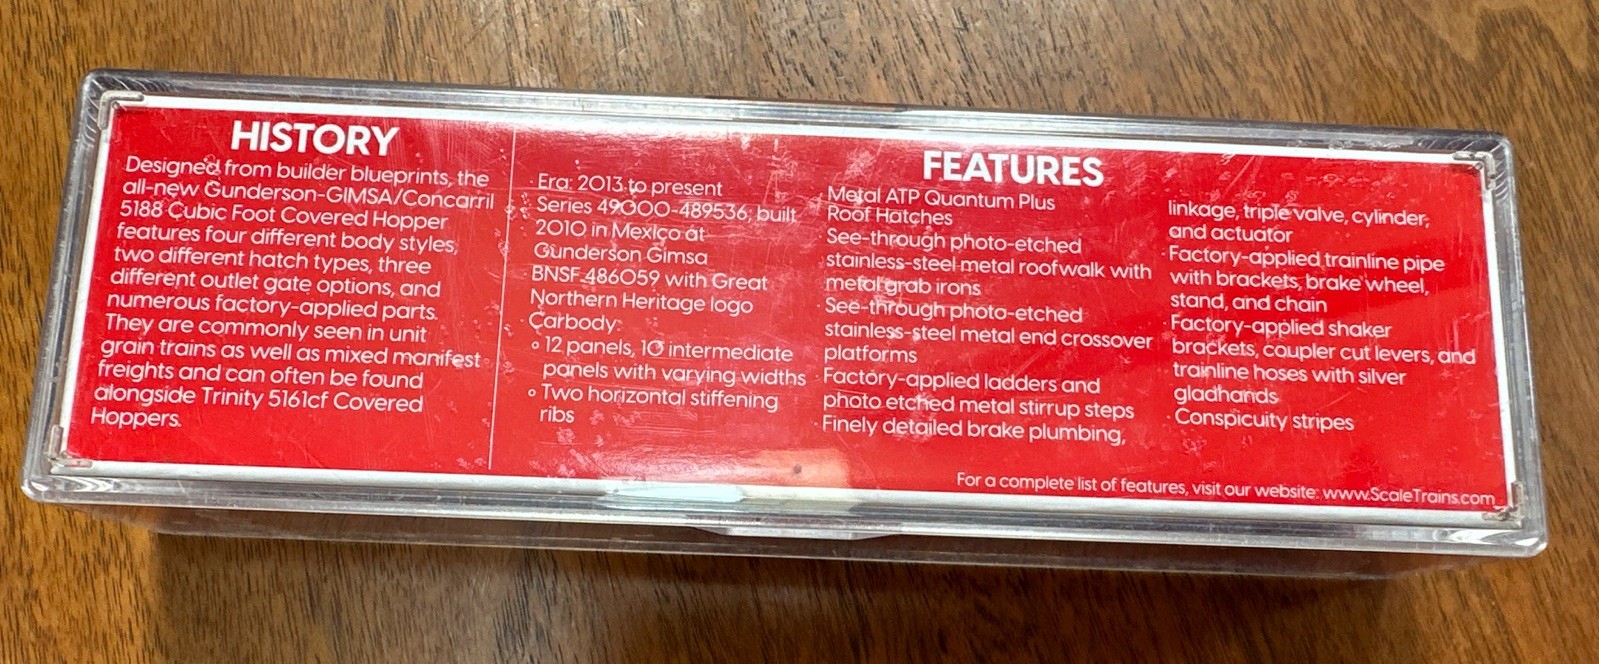 HISTORY
Designed from builder blueprints, the
all-new Gunderson-GIMSA/Concarril
5188 Cubic Foot Covered Hopper
features four different body styles,
two different hatch types, three
different outlet gate options, and
numerous factory-applied parts.
They are commonly seen in unit
grain trains as well as mixed manifest
freights and can often be found
alongside Trinity 5161cf Covered
Hoppers.
· Era: 2013 to present
· Series 49000-489536, built
2010 in Mexico at
Gunderson Gimsa
· BNSF 486059 with Great
Northern Heritage logo
· Carbody:
∘ 12 panels, 10 intermediate
panels with varying widths
∘ Two horizontal stiffening
ribs
FEATURES
· Metal ATP Quantum Plus
Roof Hatches
· See-through photo-etched
stainless-steel metal roofwalk with
metal grab irons
· See-through photo-etched
stainless-steel metal end crossover
platforms
· Factory-applied ladders and
photo etched metal stirrup steps
· Finely detailed brake plumbing,
linkage, triple valve, cylinder,
and actuator
· Factory-applied trainline pipe
with brackets, brake wheel,
stand, and chain
· Factory-applied shaker
brackets, coupler cut levers, and
trainline hoses with silver
gladhands
· Conspicuity stripes
For a complete list of features, visit our website: www.ScaleTrains.com